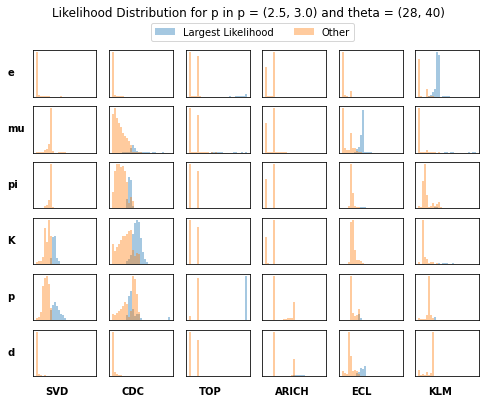 Likelihood Distribution for p in p = (2.5, 3.0) and theta = (28, 40)
Largest Likelihood Other
e
mu
pi
K
p
d
SVD CDC TOP ARICH ECL KLM